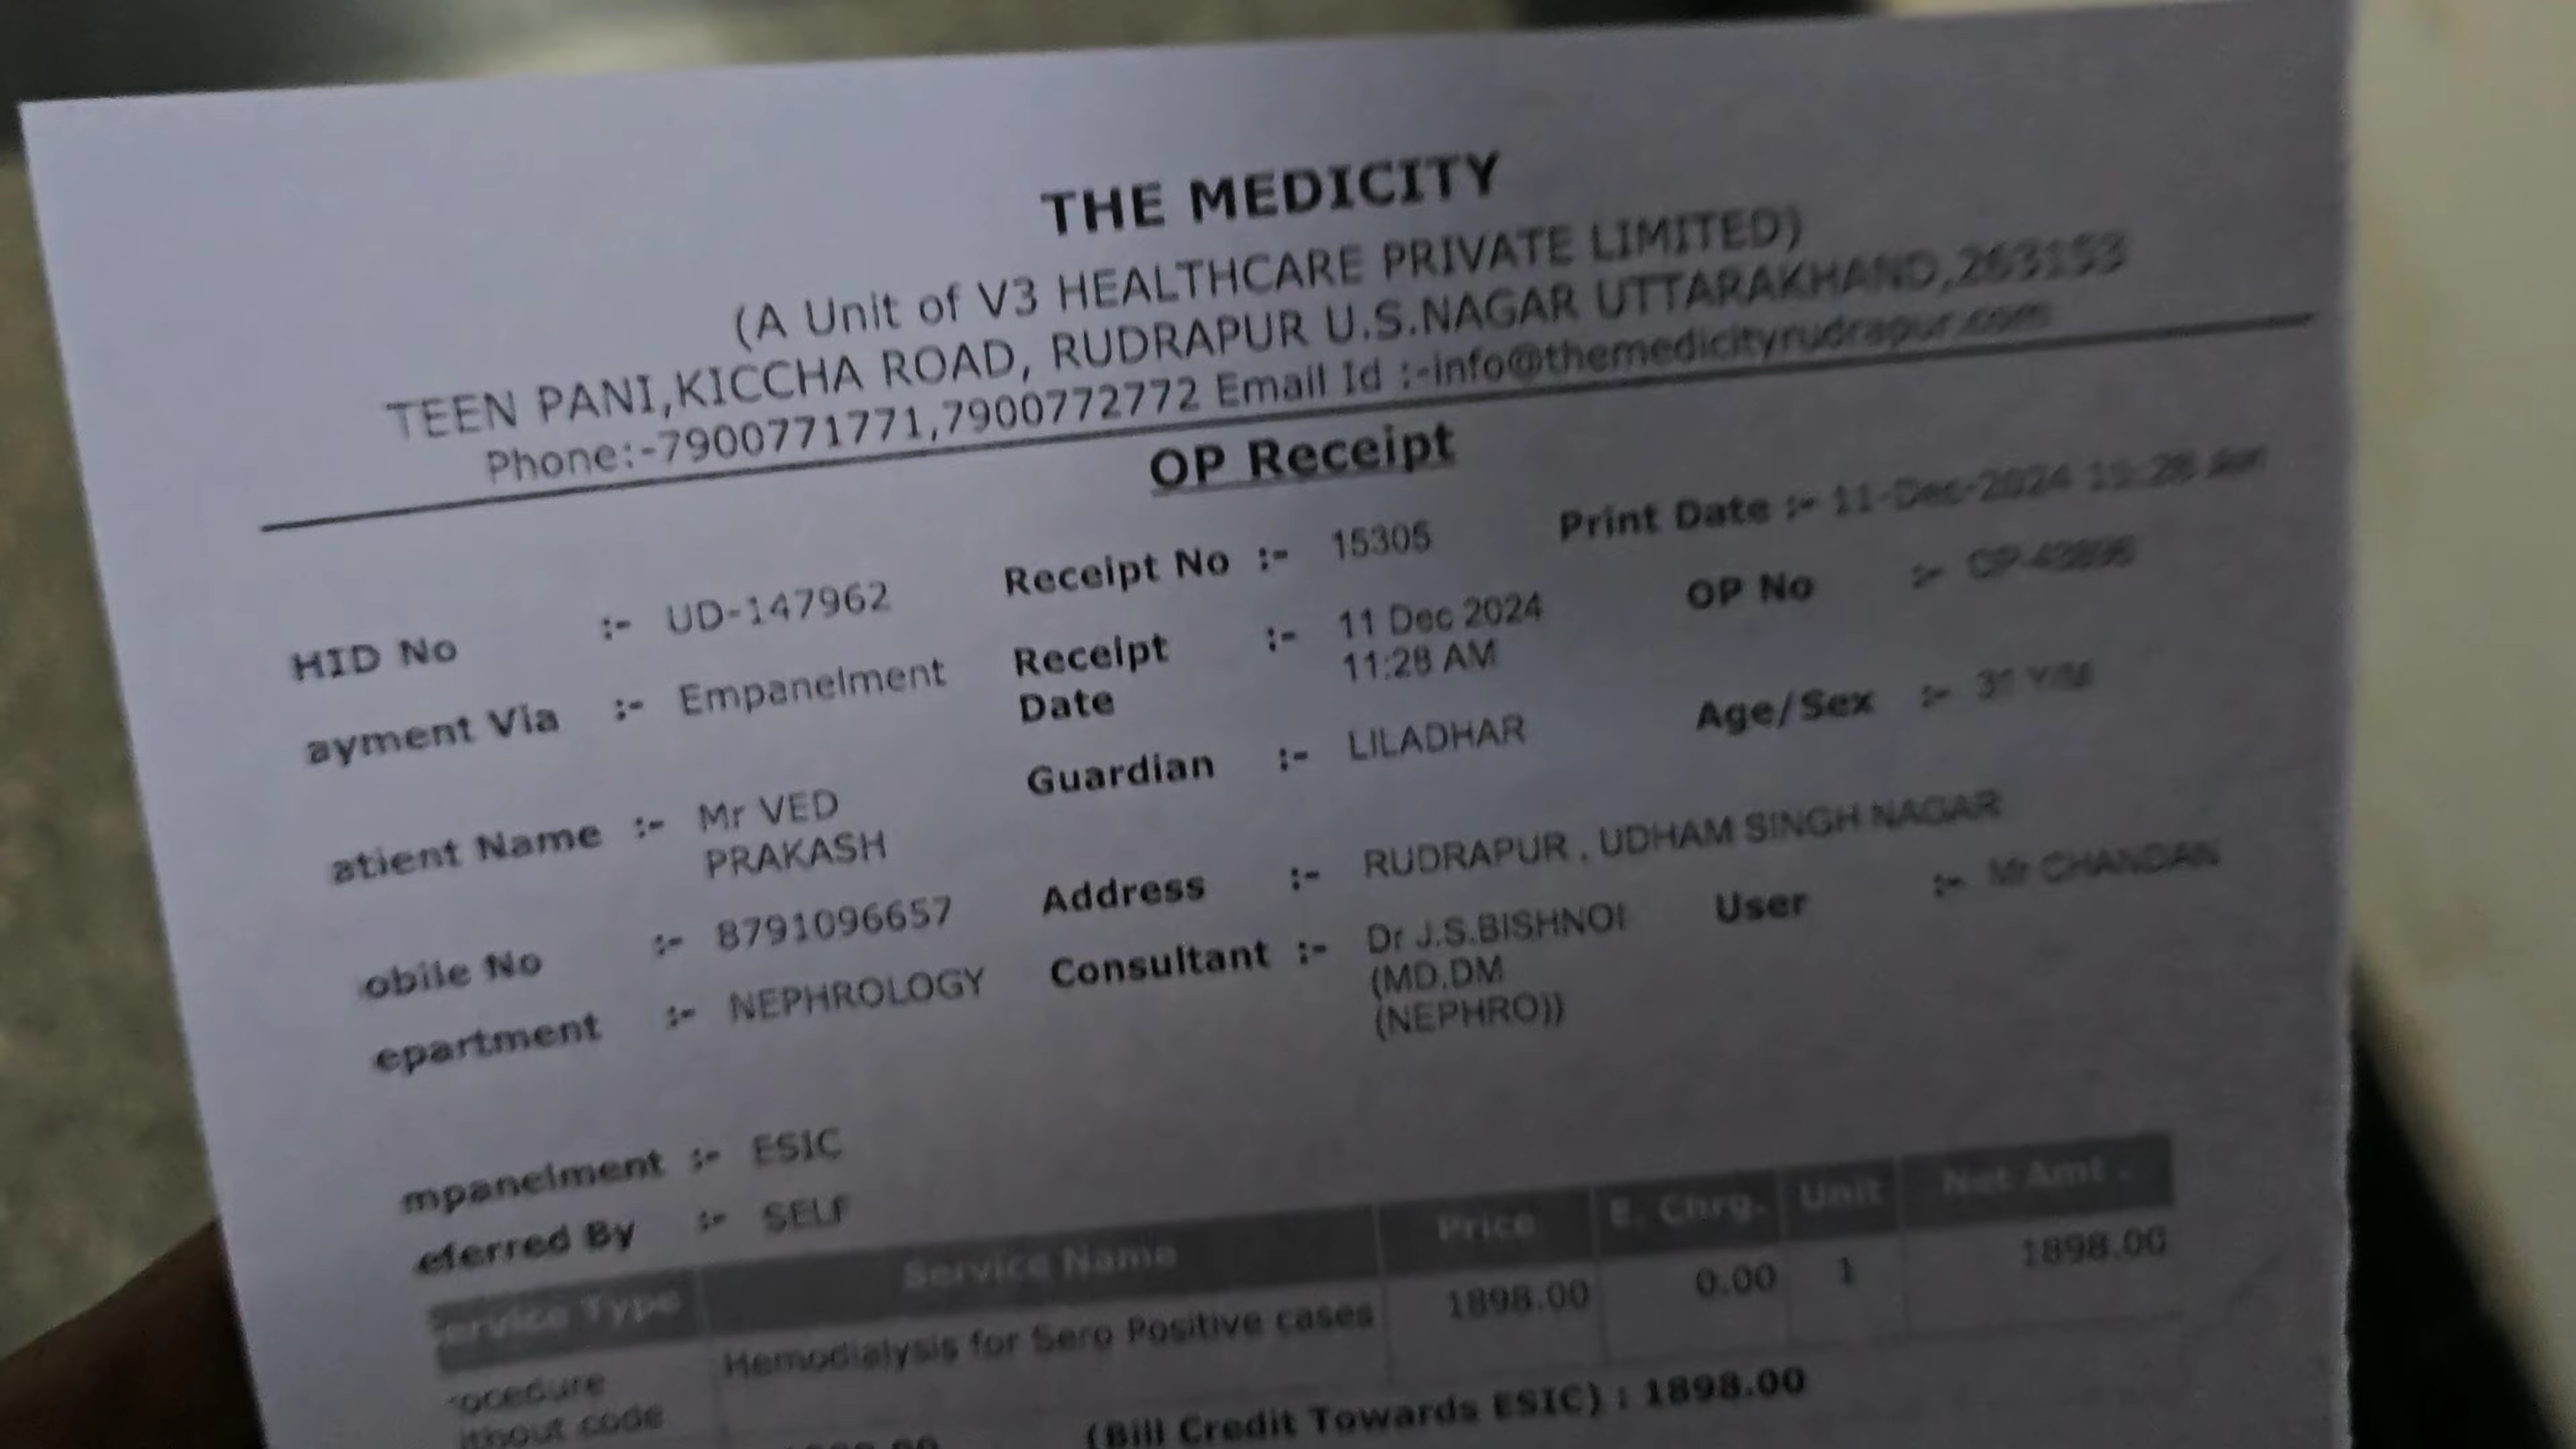 THE MEDICITY
(A Unit of V3 HEALTHCARE PRIVATE LIMITED)
TEEN PANI,KICCHA ROAD, RUDRAPUR U.S.NAGAR UTTARAKHAND,263153
Phone:-7900771771,7900772772 Email Id :-info@themedicityrudrapur.com
OP Receipt
HID No :- UD-147962 Receipt No :- 15305 Print Date :- 11-Dec-2024
ayment Via :- Empanelment Receipt Date :- 11 Dec 2024 11:28 AM OP No :-
atient Name :- Mr VED PRAKASH Guardian :- LILADHAR Age/Sex :-
obile No :- 8791096657 Address :- RUDRAPUR , UDHAM SINGH NAGAR
epartment :- NEPHROLOGY Consultant :- Dr J.S.BISHNOI (MD.DM (NEPHRO)) User :- Mr CHANDAN
mpanelment :- ESIC
eferred By :- SELF
ervice Type Service Name Price E. Chrg. Unit Net Amt .
rocedure ithout code Hemodialysis for Sero Positive cases 1898.00 0.00 1 1898.00
(Bill Credit Towards ESIC) : 1898.00